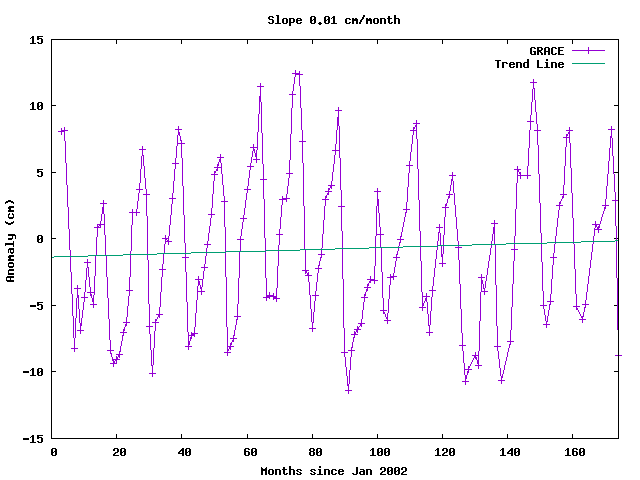 Slope 0.01 cm/month
GRACE
Trend Line
15
10
5
0
-5
-10
-15
Anomaly (cm)
0 20 40 60 80 100 120 140 160
Months since Jan 2002